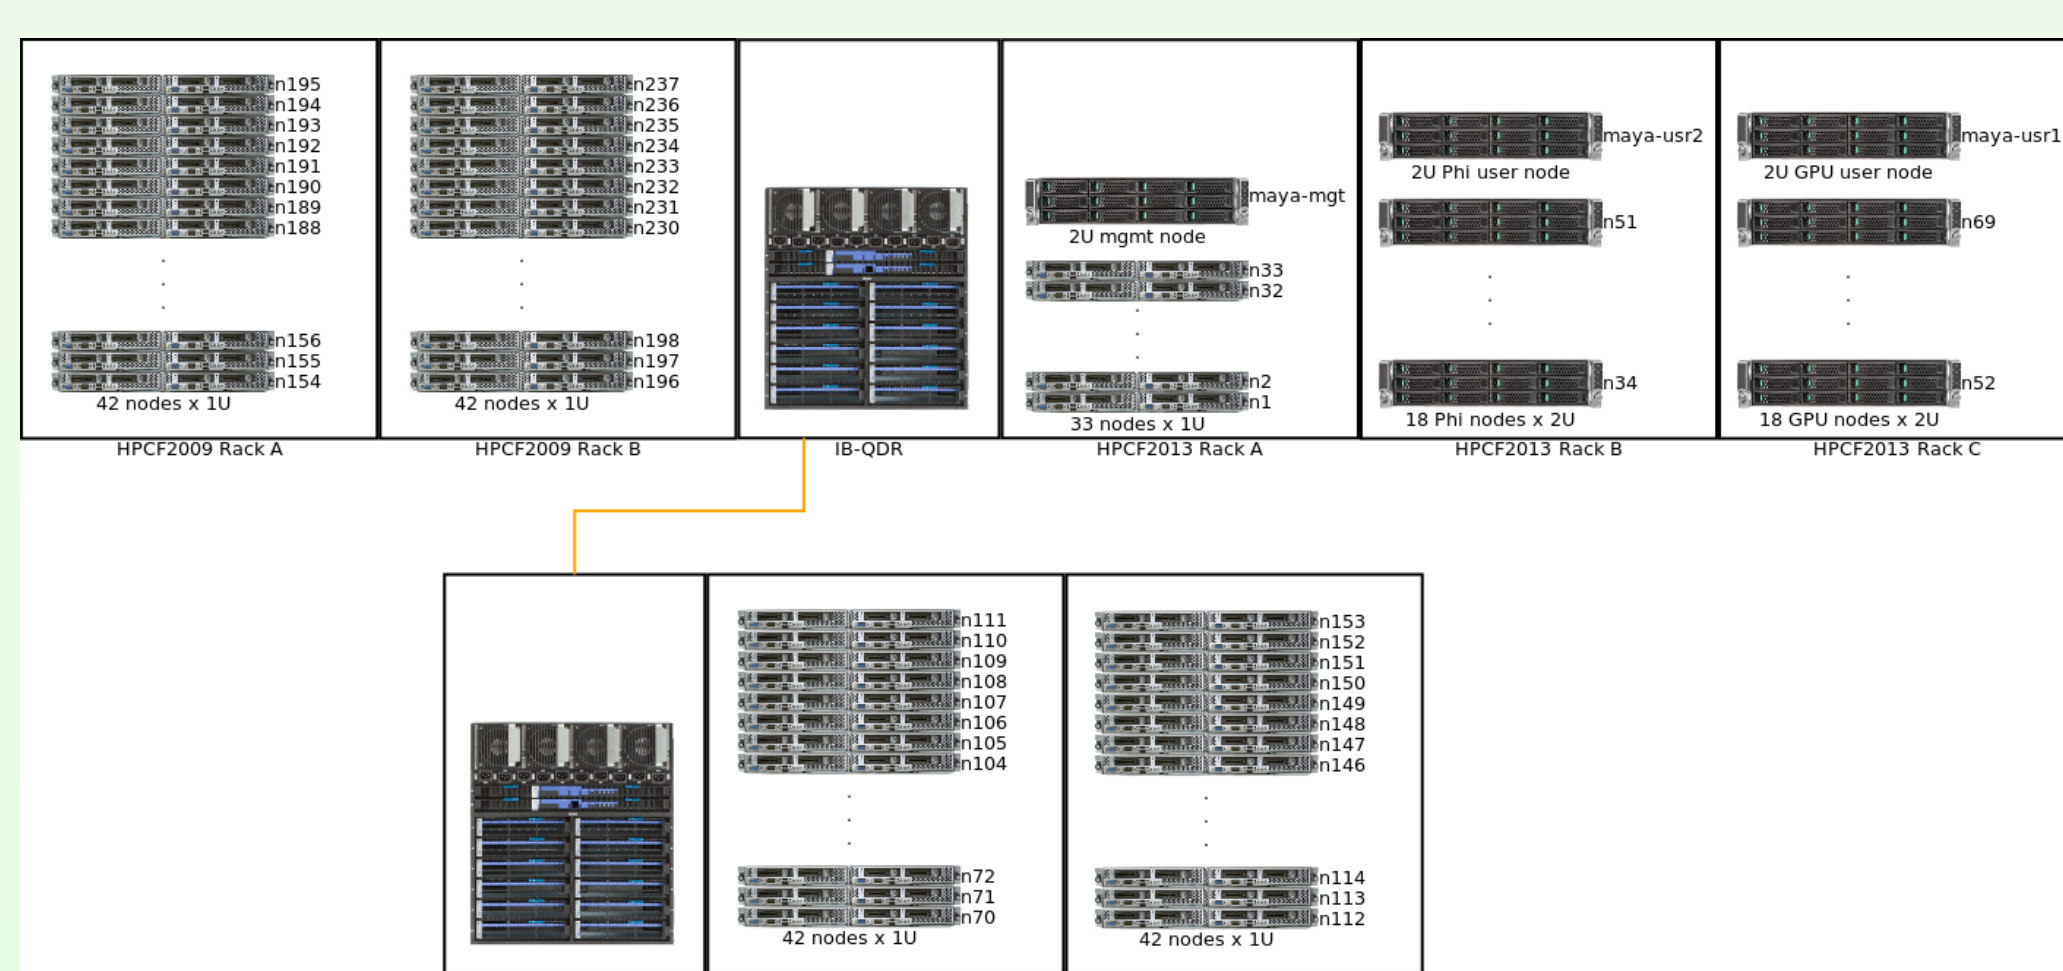 n195
n194
n193
n192
n191
n190
n189
n188
n156
n155
n154
42 nodes x 1U
HPCF2009 Rack A
n237
n236
n235
n234
n233
n232
n231
n230
n198
n197
n196
42 nodes x 1U
HPCF2009 Rack B
IB-QDR
maya-mgt
2U mgmt node
n33
n32
n2
n1
33 nodes x 1U
HPCF2013 Rack A
maya-usr2
2U Phi user node
n51
n34
18 Phi nodes x 2U
HPCF2013 Rack B
maya-usr1
2U GPU user node
n69
n52
18 GPU nodes x 2U
HPCF2013 Rack C
n111
n110
n109
n108
n107
n106
n105
n104
n72
n71
n70
42 nodes x 1U
n153
n152
n151
n150
n149
n148
n147
n146
n114
n113
n112
42 nodes x 1U